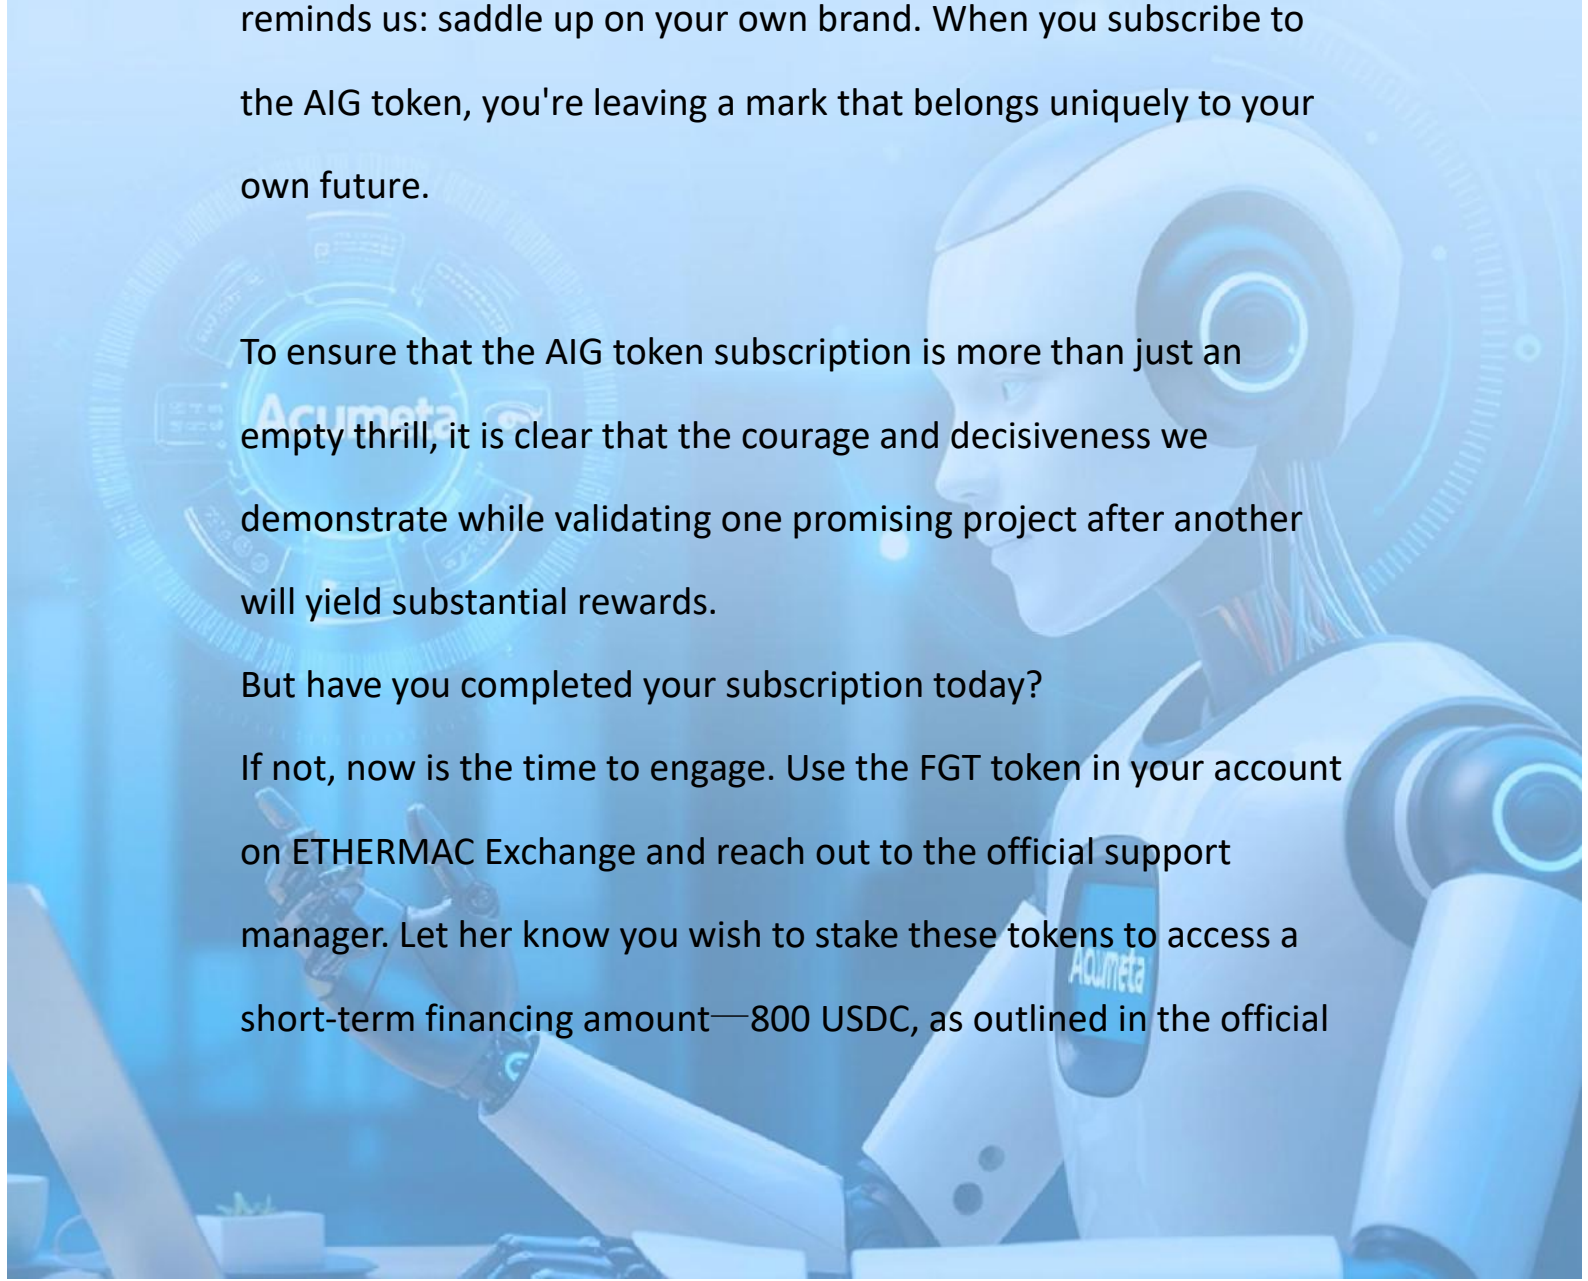 reminds us: saddle up on your own brand. When you subscribe to
the AIG token, you're leaving a mark that belongs uniquely to your
own future.
To ensure that the AIG token subscription is more than just an
Acumeta
empty thrill, it is clear that the courage and decisiveness we
demonstrate while validating one promising project after another
will yield substantial rewards.
But have you completed your subscription today?
If not, now is the time to engage. Use the FGT token in your account
on ETHERMAC Exchange and reach out to the official support
manager. Let her know you wish to stake these tokens to access a
Acumeta
short-term financing amount—800 USDC, as outlined in the official